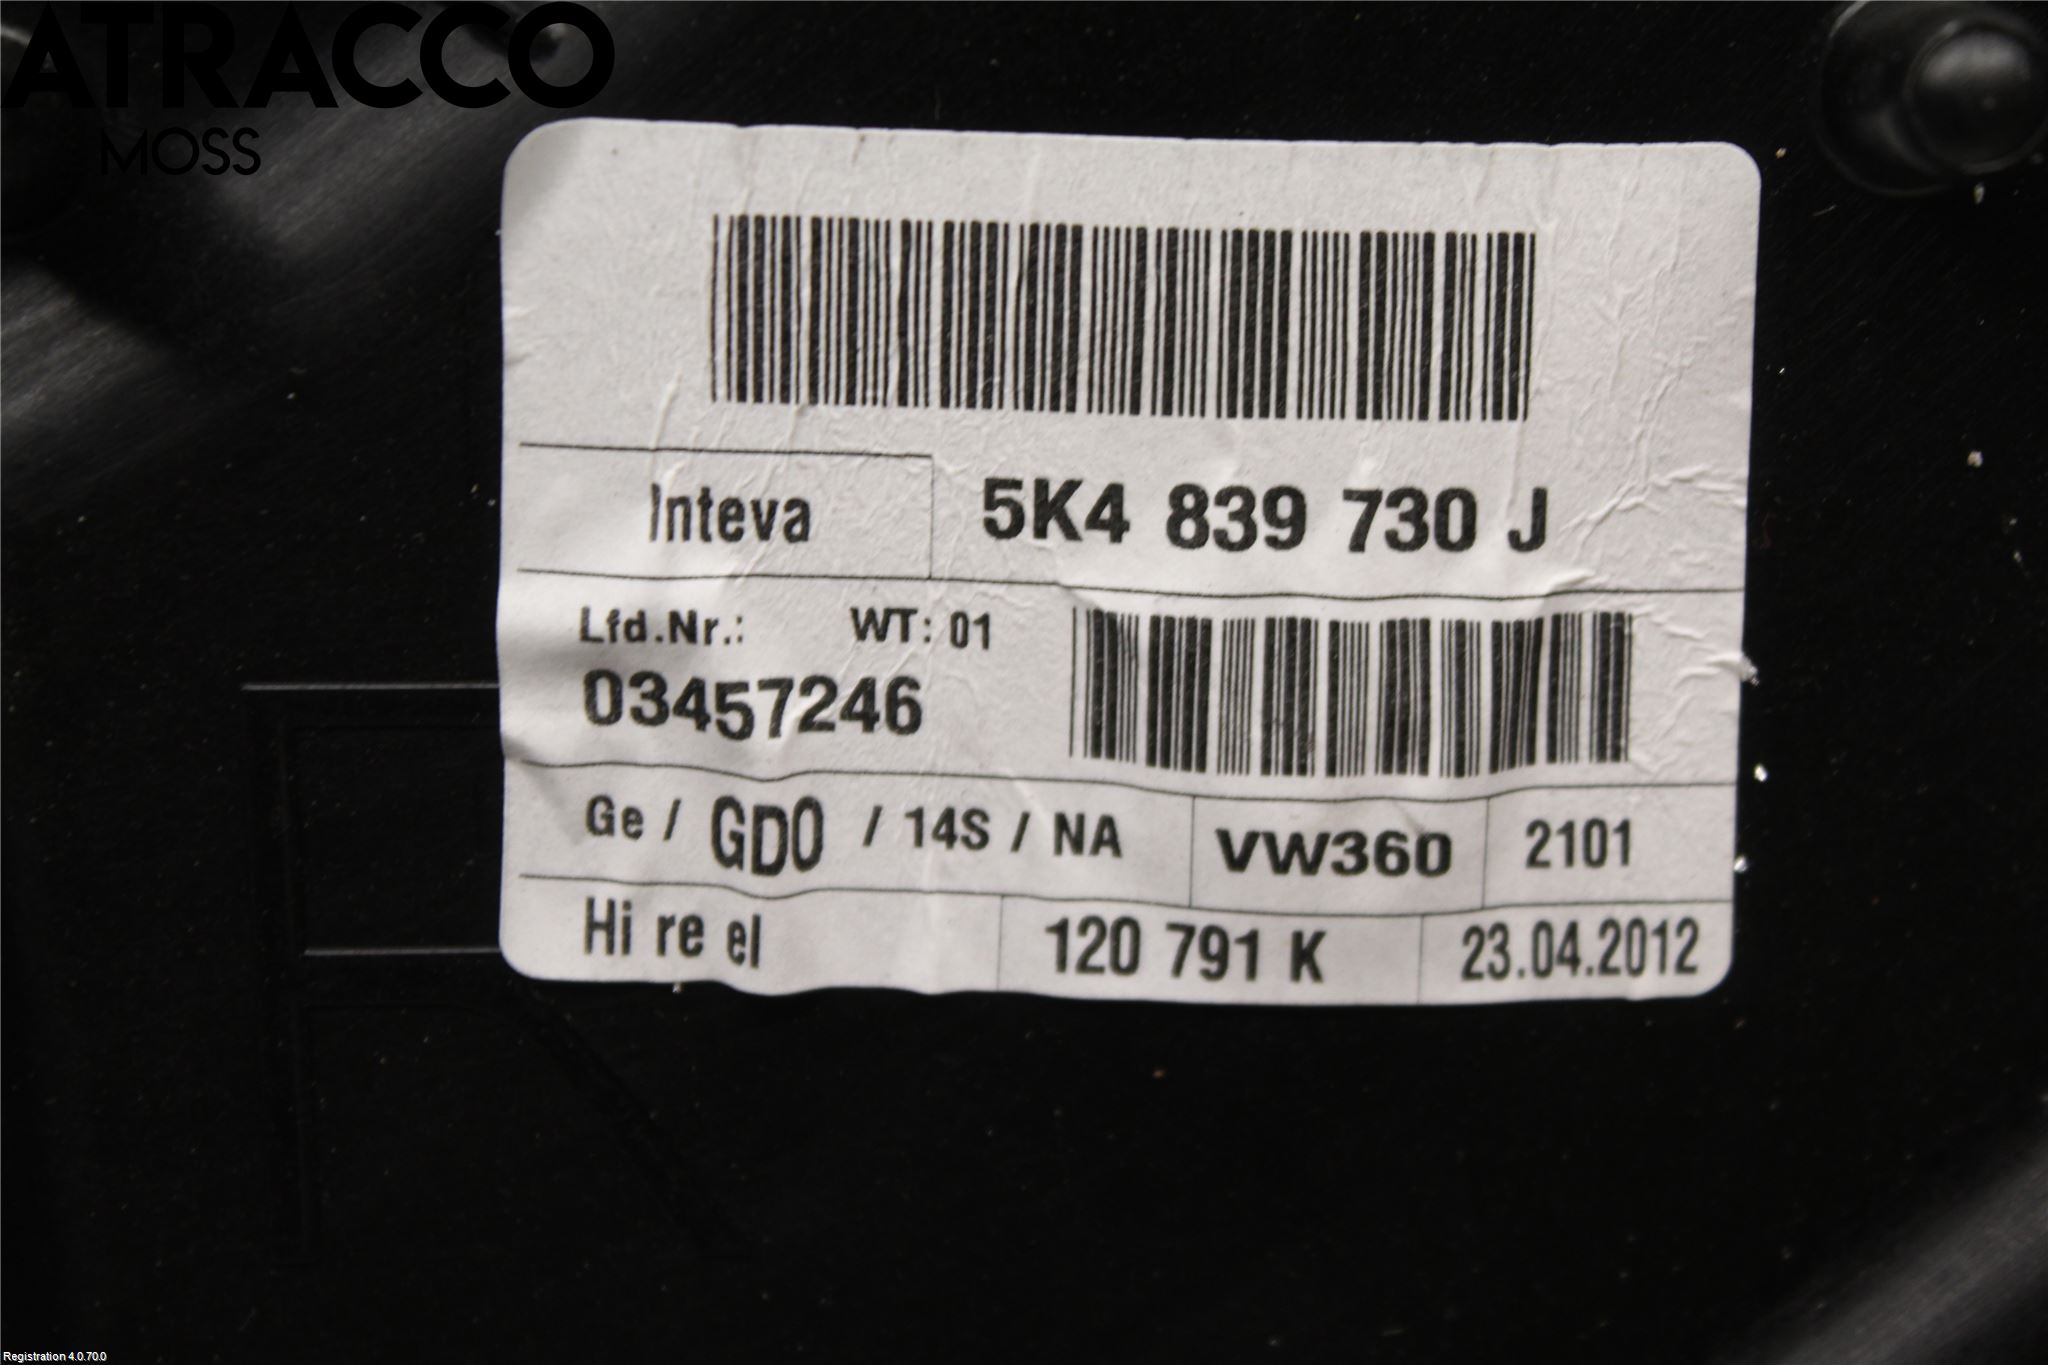 ATRACCO
MOSS
Inteva 5K4 839 730 J
Lfd.Nr.: WT: 01
03457246
Ge / GD0 / 14S / NA VW360 2101
Hi re el 120 791 K 23.04.2012
R
Registration 4.0.70.0